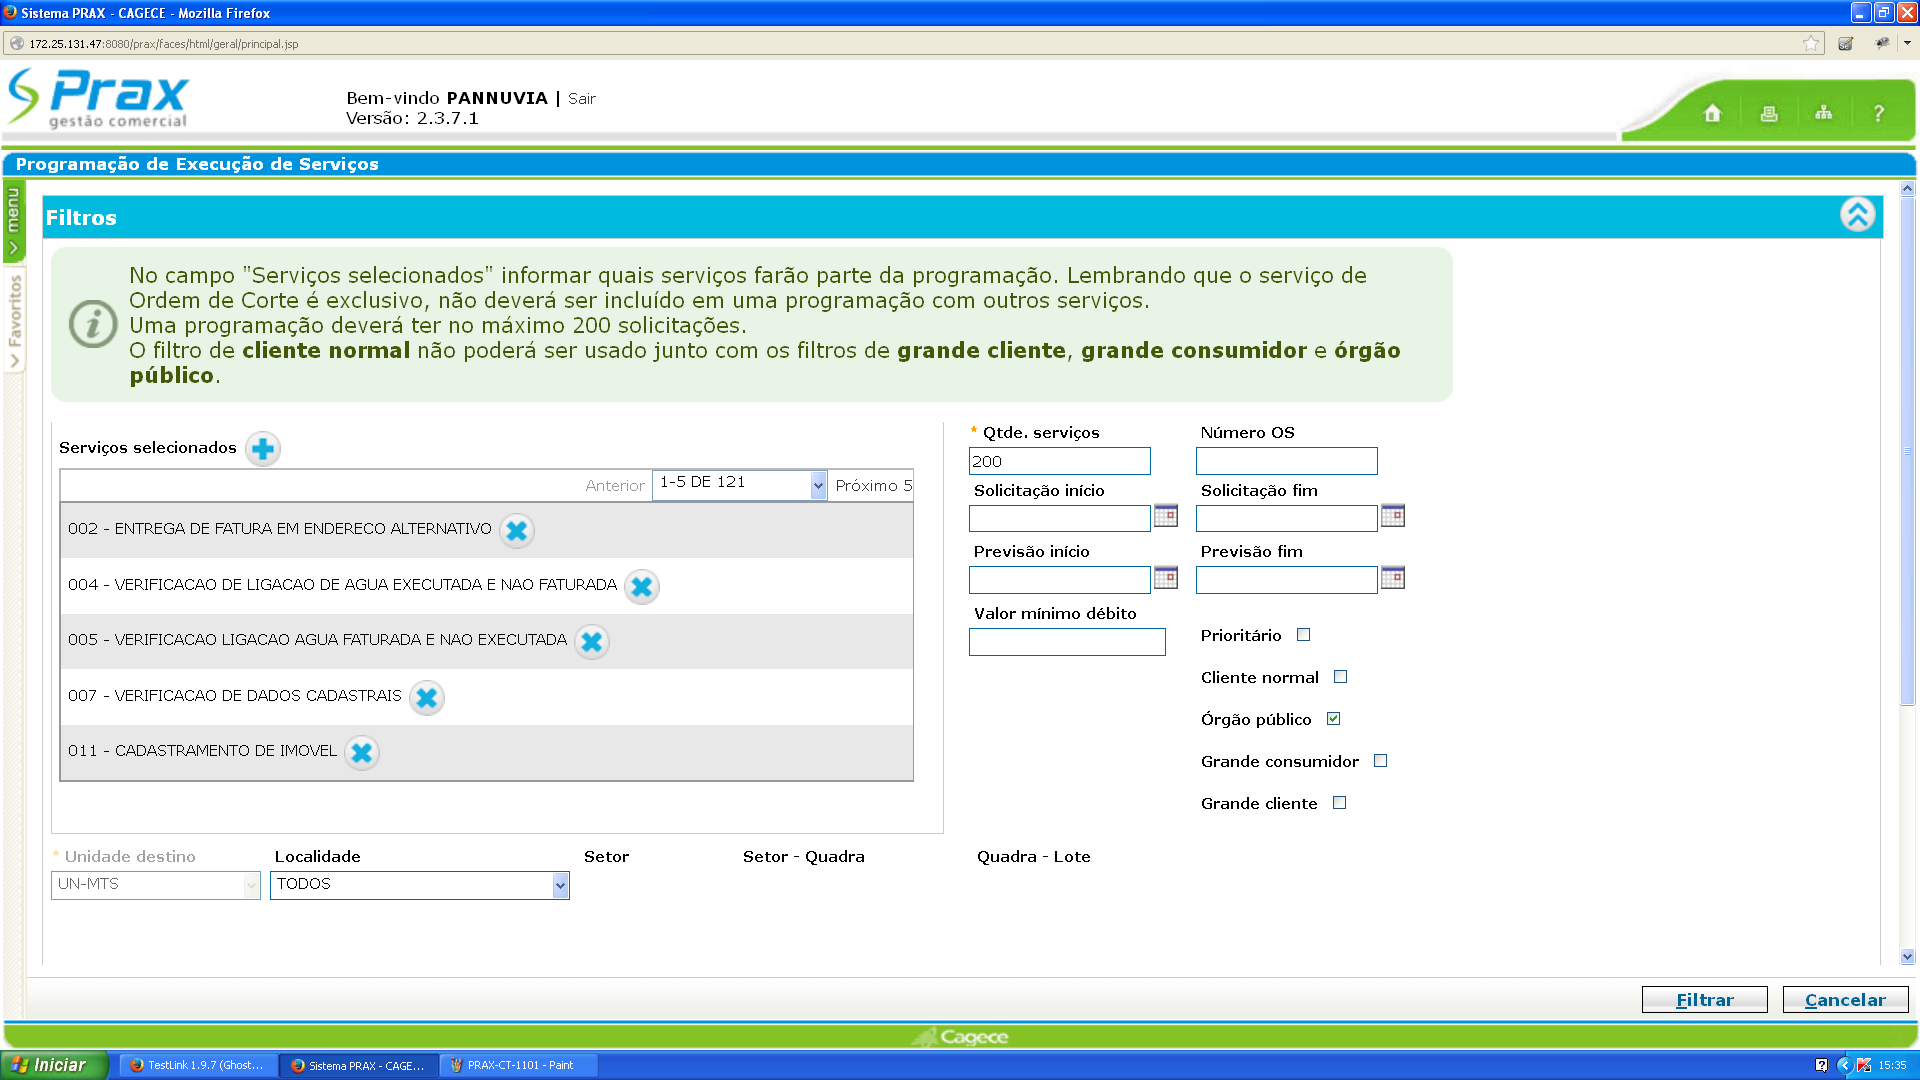 Sistema PRAX - CAGECE - Mozilla Firefox
172.25.131.47:8080/prax/faces/html/geral/principal.jsp
Prax
gestão comercial
Bem-vindo PANNUVIA | Sair
Versão: 2.3.7.1
?
Programação de Execução de Serviços
menu
Favoritos
Filtros
No campo "Serviços selecionados" informar quais serviços farão parte da programação. Lembrando que o serviço de
Ordem de Corte é exclusivo, não deverá ser incluído em uma programação com outros serviços.
Uma programação deverá ter no máximo 200 solicitações.
O filtro de cliente normal não poderá ser usado junto com os filtros de grande cliente, grande consumidor e órgão
público.
Serviços selecionados
Anterior 1-5 DE 121 Próximo 5
002 - ENTREGA DE FATURA EM ENDERECO ALTERNATIVO
004 - VERIFICACAO DE LIGACAO DE AGUA EXECUTADA E NAO FATURADA
005 - VERIFICACAO LIGACAO AGUA FATURADA E NAO EXECUTADA
007 - VERIFICACAO DE DADOS CADASTRAIS
011 - CADASTRAMENTO DE IMOVEL
* Qtde. serviços Número OS
200
Solicitação início Solicitação fim
Previsão início Previsão fim
Valor mínimo débito
Prioritário
Cliente normal
Órgão público
Grande consumidor
Grande cliente
* Unidade destino Localidade Setor Setor - Quadra Quadra - Lote
UN-MTS TODOS
Filtrar Cancelar
Cagece
Iniciar TestLink 1.9.7 (Ghost... Sistema PRAX - CAGE... PRAX-CT-1101 - Paint 15:35